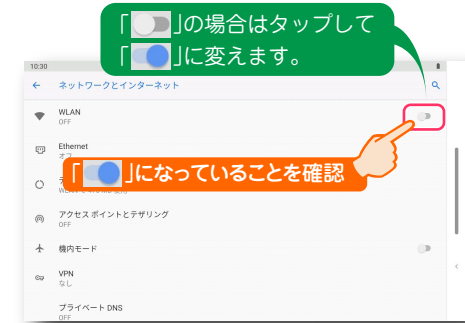 「 」の場合はタップして
「 」に変えます。
10:30
ネットワークとインターネット
WLAN
OFF
Ethernet
オフ
「 」になっていることを確認
アクセス ポイントとテザリング
OFF
機内モード
VPN
なし
プライベート DNS
OFF